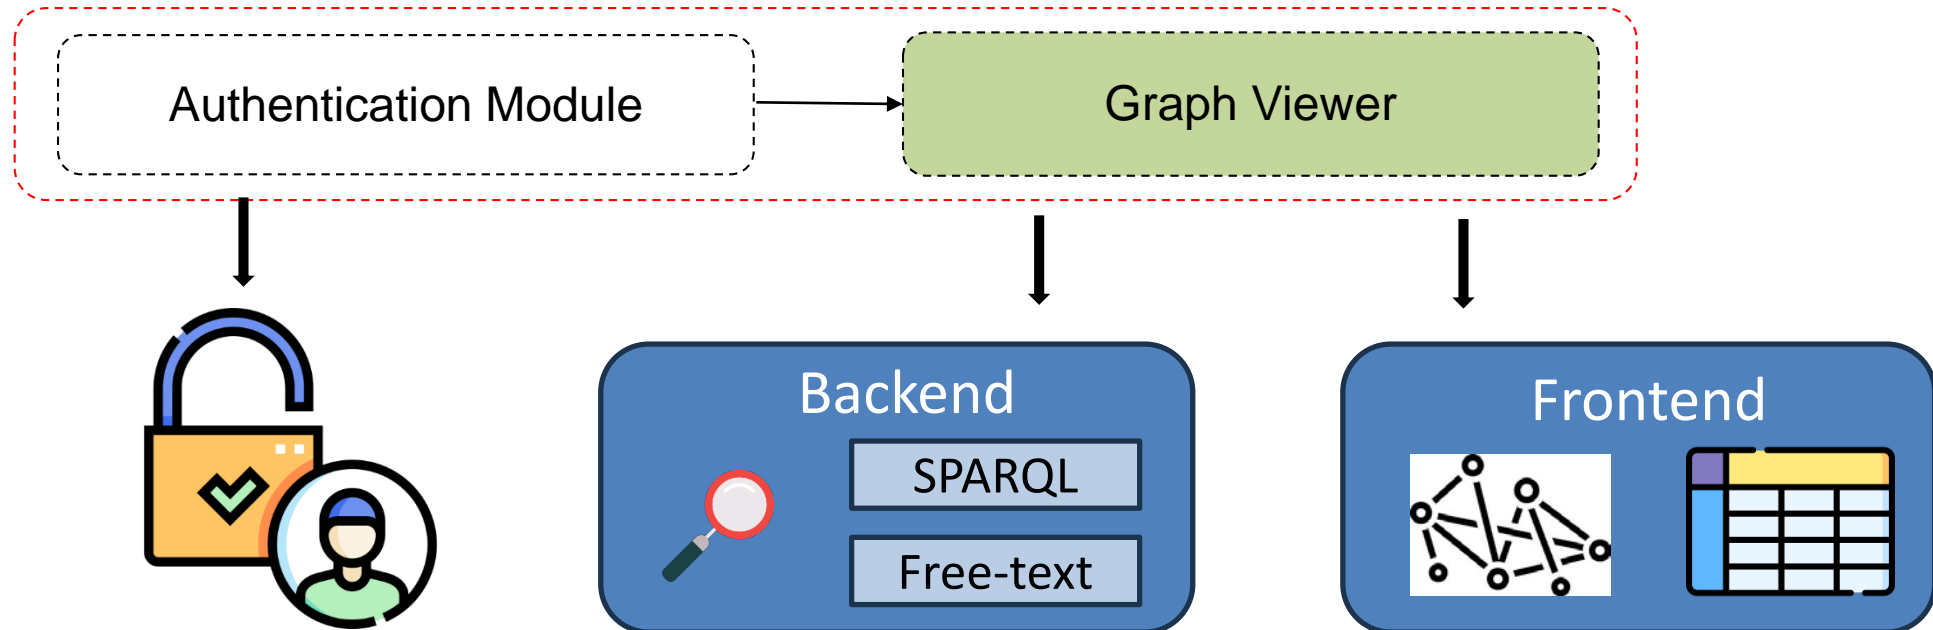 Authentication Module
Graph Viewer
Backend
SPARQL
Free-text
Frontend